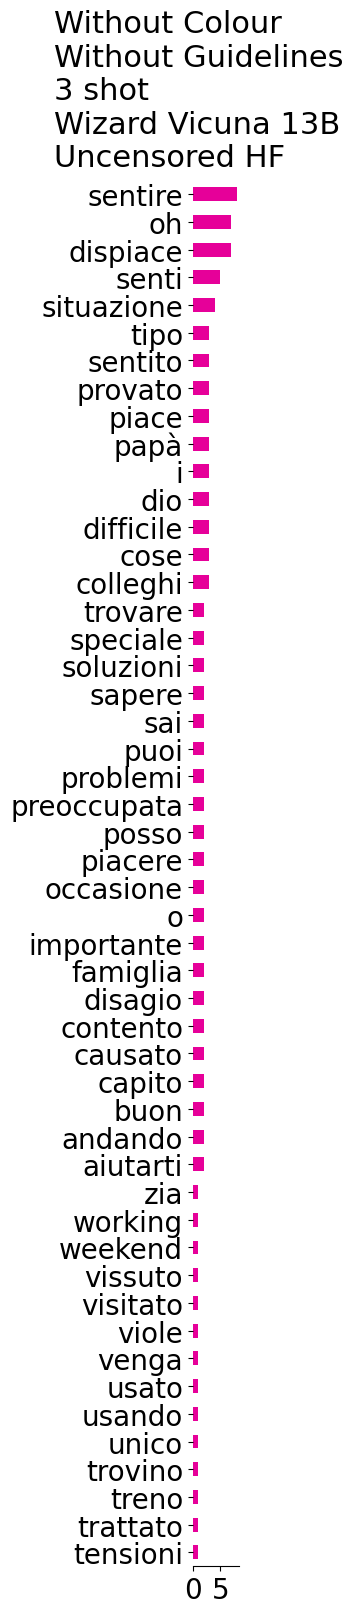 Without Colour
Without Guidelines
3 shot
Wizard Vicuna 13B
Uncensored HF
sentire
oh
dispiace
senti
situazione
tipo
sentito
provato
piace
papà
i
dio
difficile
cose
colleghi
trovare
speciale
soluzioni
sapere
sai
puoi
problemi
preoccupata
posso
piacere
occasione
o
importante
famiglia
disagio
contento
causato
capito
buon
andando
aiutarti
zia
working
weekend
vissuto
visitato
viole
venga
usato
usando
unico
trovino
treno
trattato
tensioni
0 5